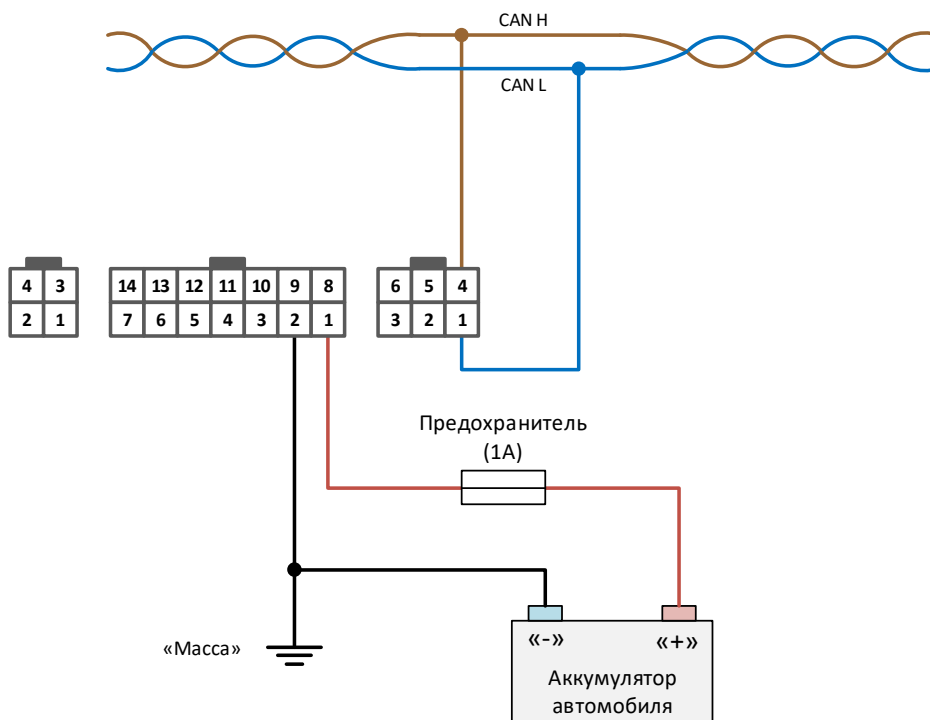 CAN H
CAN L
4 3
2 1
14 13 12 11 10 9 8
7 6 5 4 3 2 1
6 5 4
3 2 1
Предохранитель
(1А)
«Масса»
«-» «+»
Аккумулятор
автомобиля